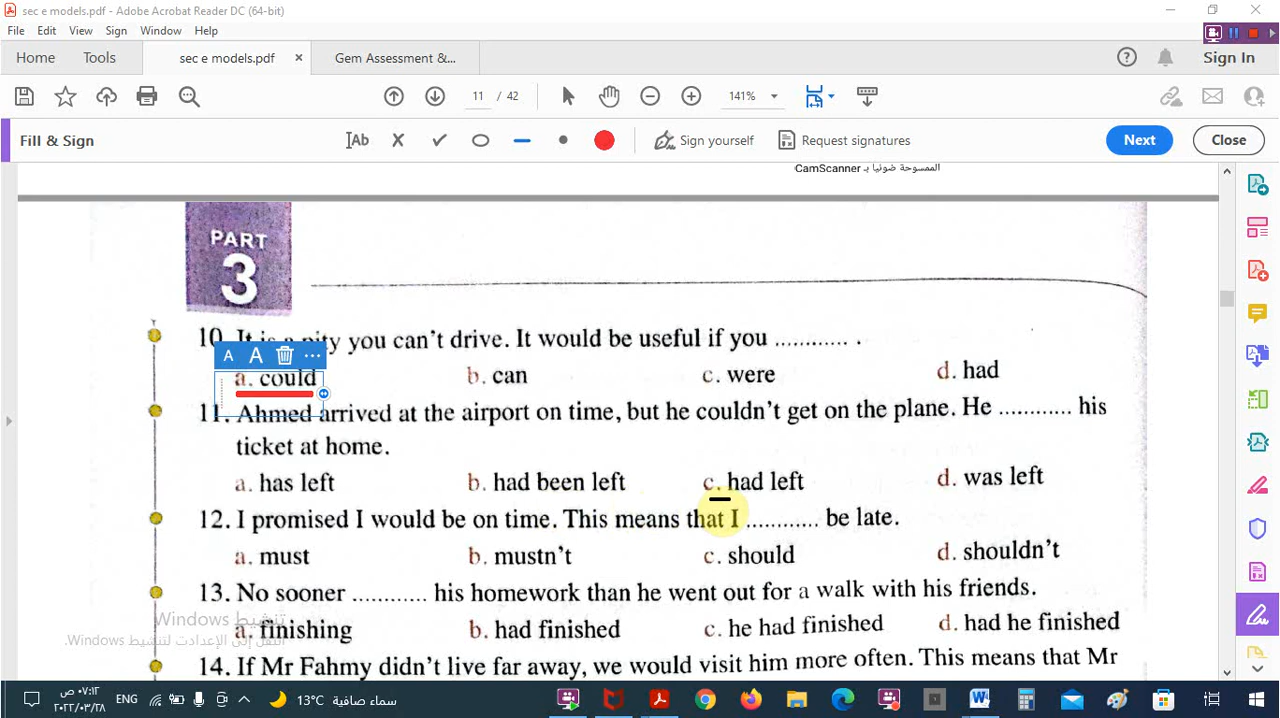 sec e models.pdf - Adobe Acrobat Reader DC (64-bit)
File Edit View Sign Window Help
Home Tools sec e models.pdf × Gem Assessment &... Sign In
11 / 42 141%
Fill & Sign Ab Sign yourself Request signatures Next Close
الممسوحة ضوئيا بـ CamScanner
PART
3
10. It is a pity you can't drive. It would be useful if you ............ .
a. could b. can c. were d. had
11. Ahmed arrived at the airport on time, but he couldn't get on the plane. He ............ his
ticket at home.
a. has left b. had been left c. had left d. was left
12. I promised I would be on time. This means that I ............ be late.
a. must b. mustn't c. should d. shouldn't
13. No sooner ............ his homework than he went out for a walk with his friends.
تنشيط Windows
a. finishing b. had finished c. he had finished d. had he finished
انتقل إلى الإعدادات لتنشيط Windows.
14. If Mr Fahmy didn't live far away, we would visit him more often. This means that Mr
٠٧:١٣ ص
٢٠٢٢/٠٣/٢٨
ENG 13°C سماء صافية